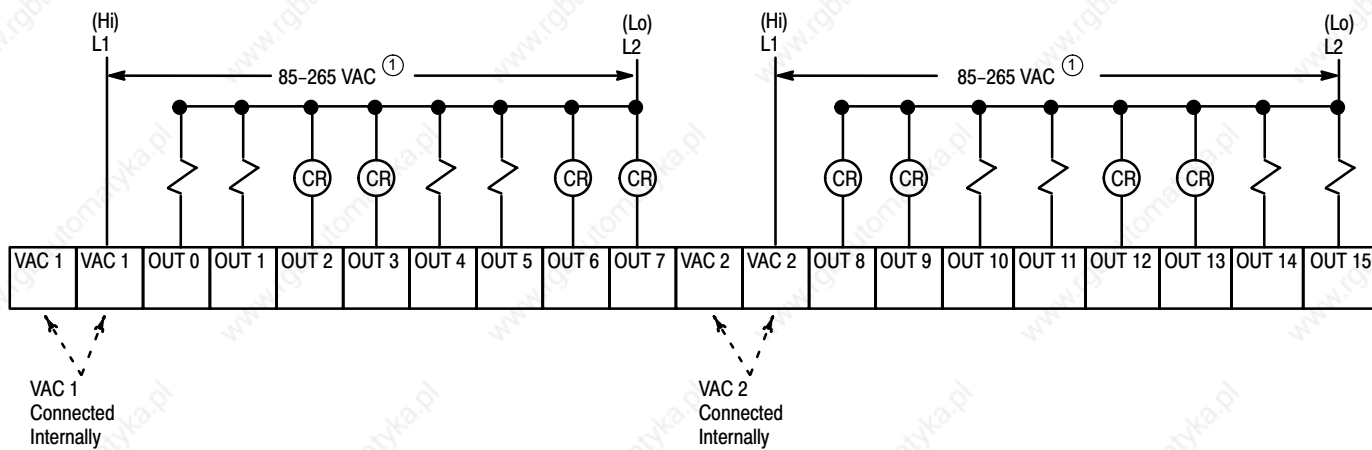 (Hi)
L1
(Lo)
L2
85–265 VAC ①
(Hi)
L1
(Lo)
L2
85–265 VAC ①
CR CR CR CR
CR CR CR CR
VAC 1 VAC 1 OUT 0 OUT 1 OUT 2 OUT 3 OUT 4 OUT 5 OUT 6 OUT 7 VAC 2 VAC 2 OUT 8 OUT 9 OUT 10 OUT 11 OUT 12 OUT 13 OUT 14 OUT 15
VAC 1
Connected
Internally
VAC 2
Connected
Internally
www.rgbautomatyka.pl